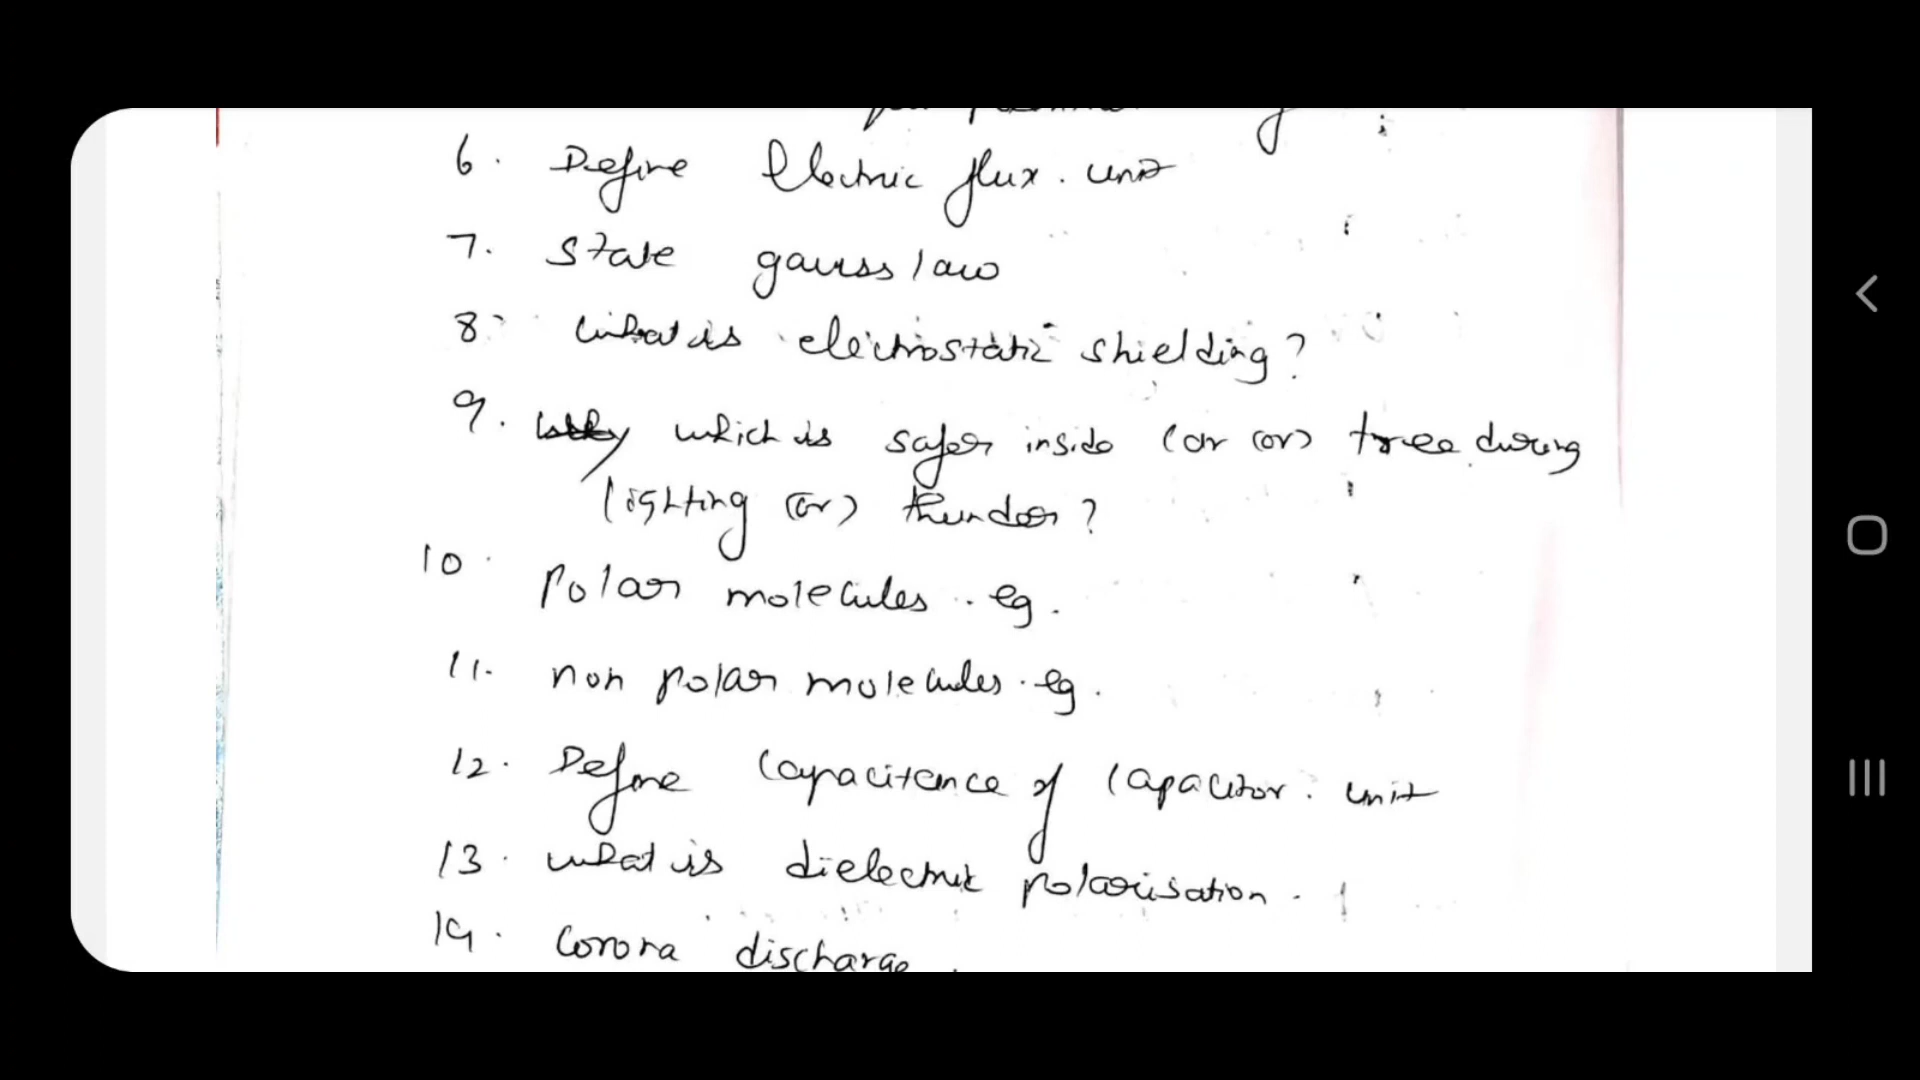 6. Define Electric flux. unit
7. State gauss law
8. What is electrostatic shielding?
9. which is safer inside car (or) tree during
lighting (or) thunder?
10. Polar molecules. eg.
11. non polar molecules. eg.
12. Define Capacitence of capacitor. unit
13. what is dielectric polarisation.
14. Corona discharge.